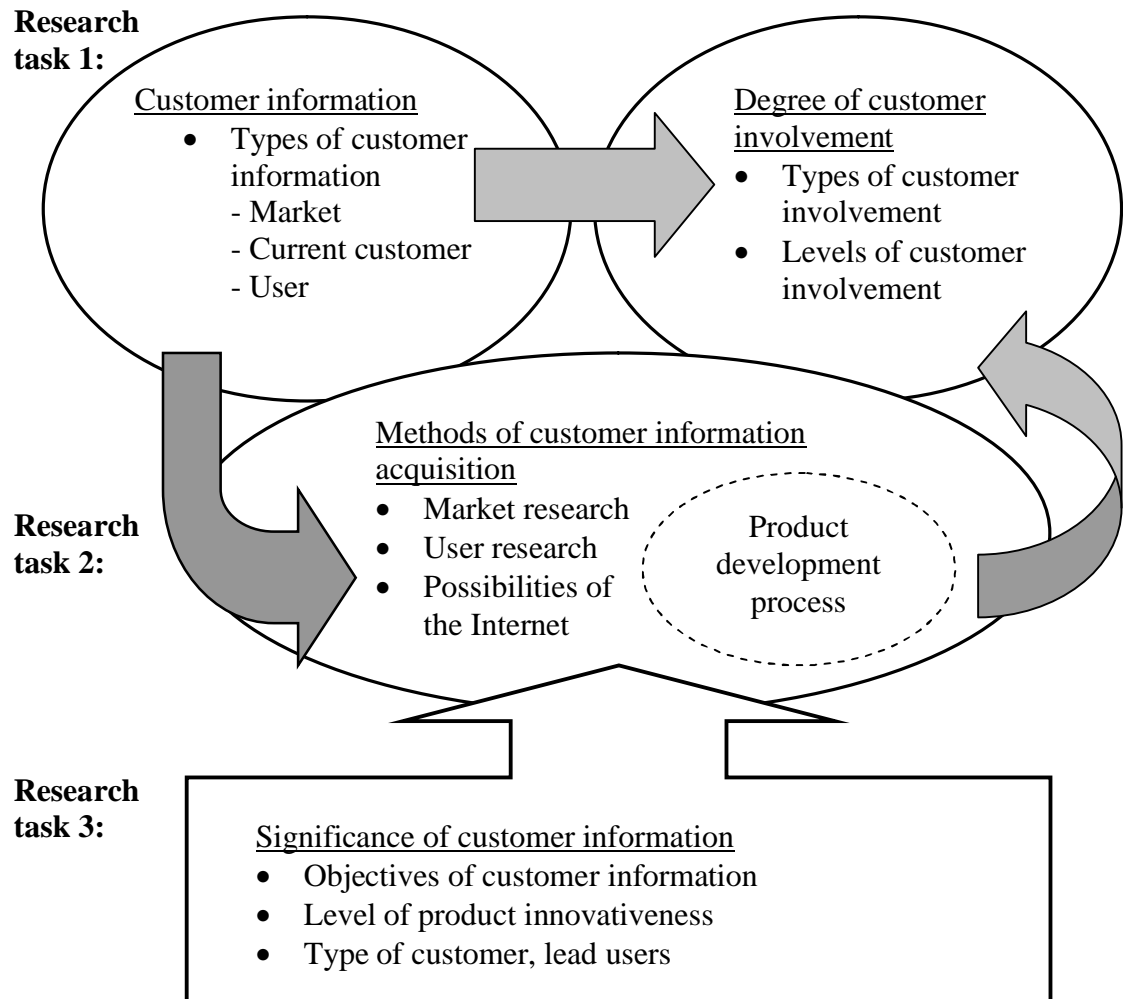 Research
task 1:
Customer information
• Types of customer
information
- Market
- Current customer
- User
Degree of customer
involvement
• Types of customer
involvement
• Levels of customer
involvement
Research
task 2:
Methods of customer information
acquisition
• Market research
• User research
• Possibilities of
the Internet
Product
development
process
Research
task 3:
Significance of customer information
• Objectives of customer information
• Level of product innovativeness
• Type of customer, lead users